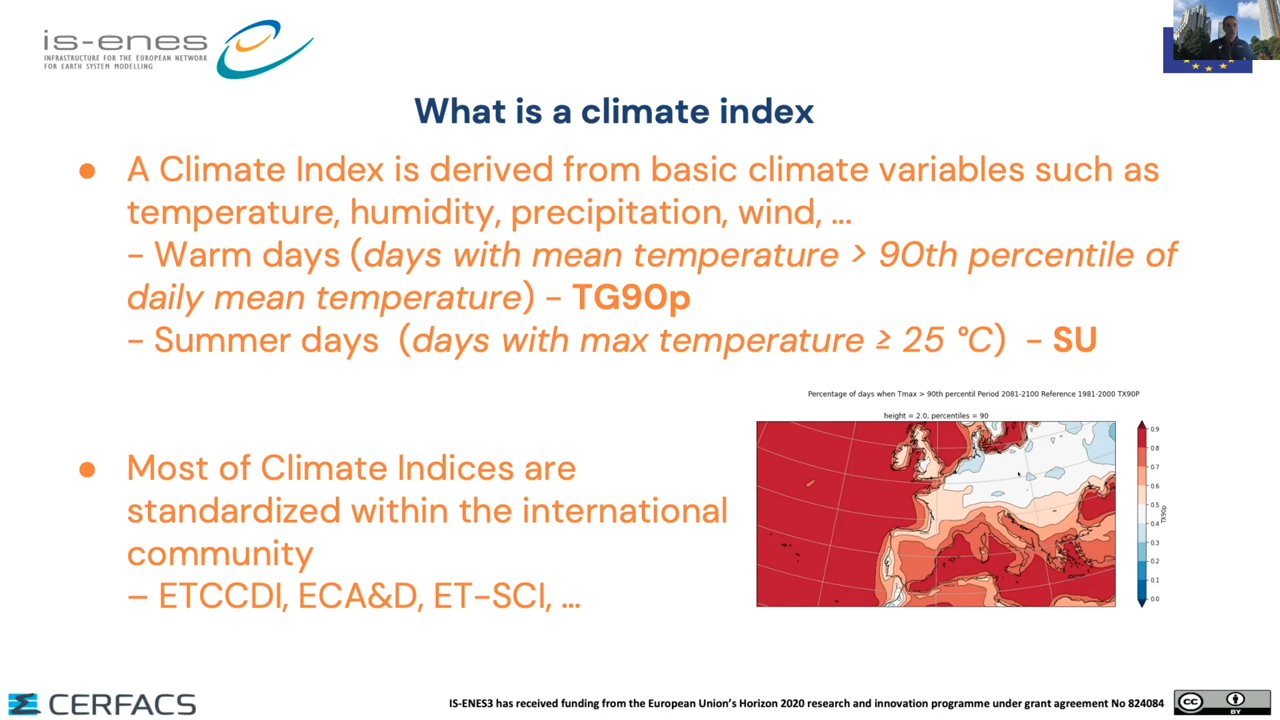 is-enes
INFRASTRUCTURE FOR THE EUROPEAN NETWORK
FOR EARTH SYSTEM MODELLING
What is a climate index
● A Climate Index is derived from basic climate variables such as
temperature, humidity, precipitation, wind, ...
- Warm days (days with mean temperature > 90th percentile of
daily mean temperature) - TG90p
- Summer days (days with max temperature ≥ 25 °C) - SU
● Most of Climate Indices are
standardized within the international
community
– ETCCDI, ECA&D, ET-SCI, ...
Percentage of days when Tmax > 90th percentil Period 2081-2100 Reference 1981-2000 TX90P
height = 2.0, percentiles = 90
0.9
0.8
0.7
0.6
0.5
0.4
0.3
0.2
0.1
0.0
TX90p
CERFACS
IS-ENES3 has received funding from the European Union's Horizon 2020 research and innovation programme under grant agreement No 824084
cc
BY